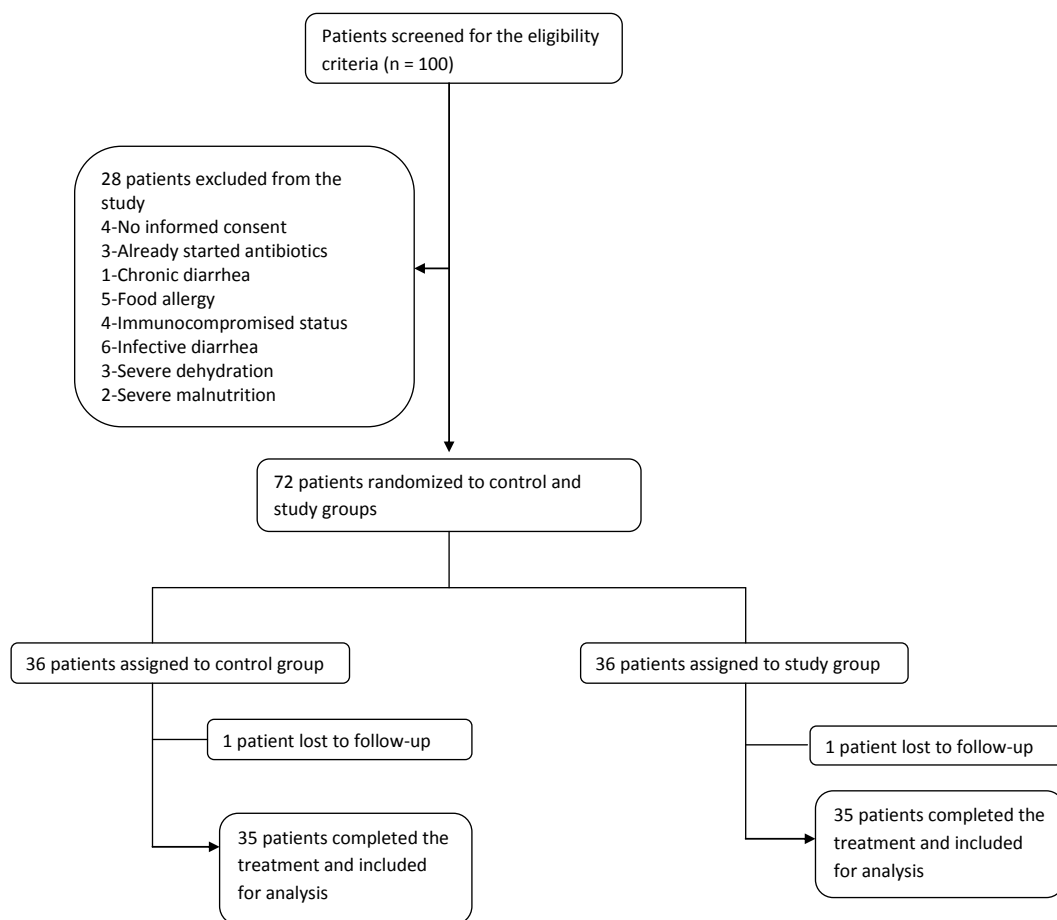 Patients screened for the eligibility
criteria (n = 100)
28 patients excluded from the
study
4-No informed consent
3-Already started antibiotics
1-Chronic diarrhea
5-Food allergy
4-Immunocompromised status
6-Infective diarrhea
3-Severe dehydration
2-Severe malnutrition
72 patients randomized to control and
study groups
36 patients assigned to control group
36 patients assigned to study group
1 patient lost to follow-up
1 patient lost to follow-up
35 patients completed the
treatment and included
for analysis
35 patients completed the
treatment and included
for analysis